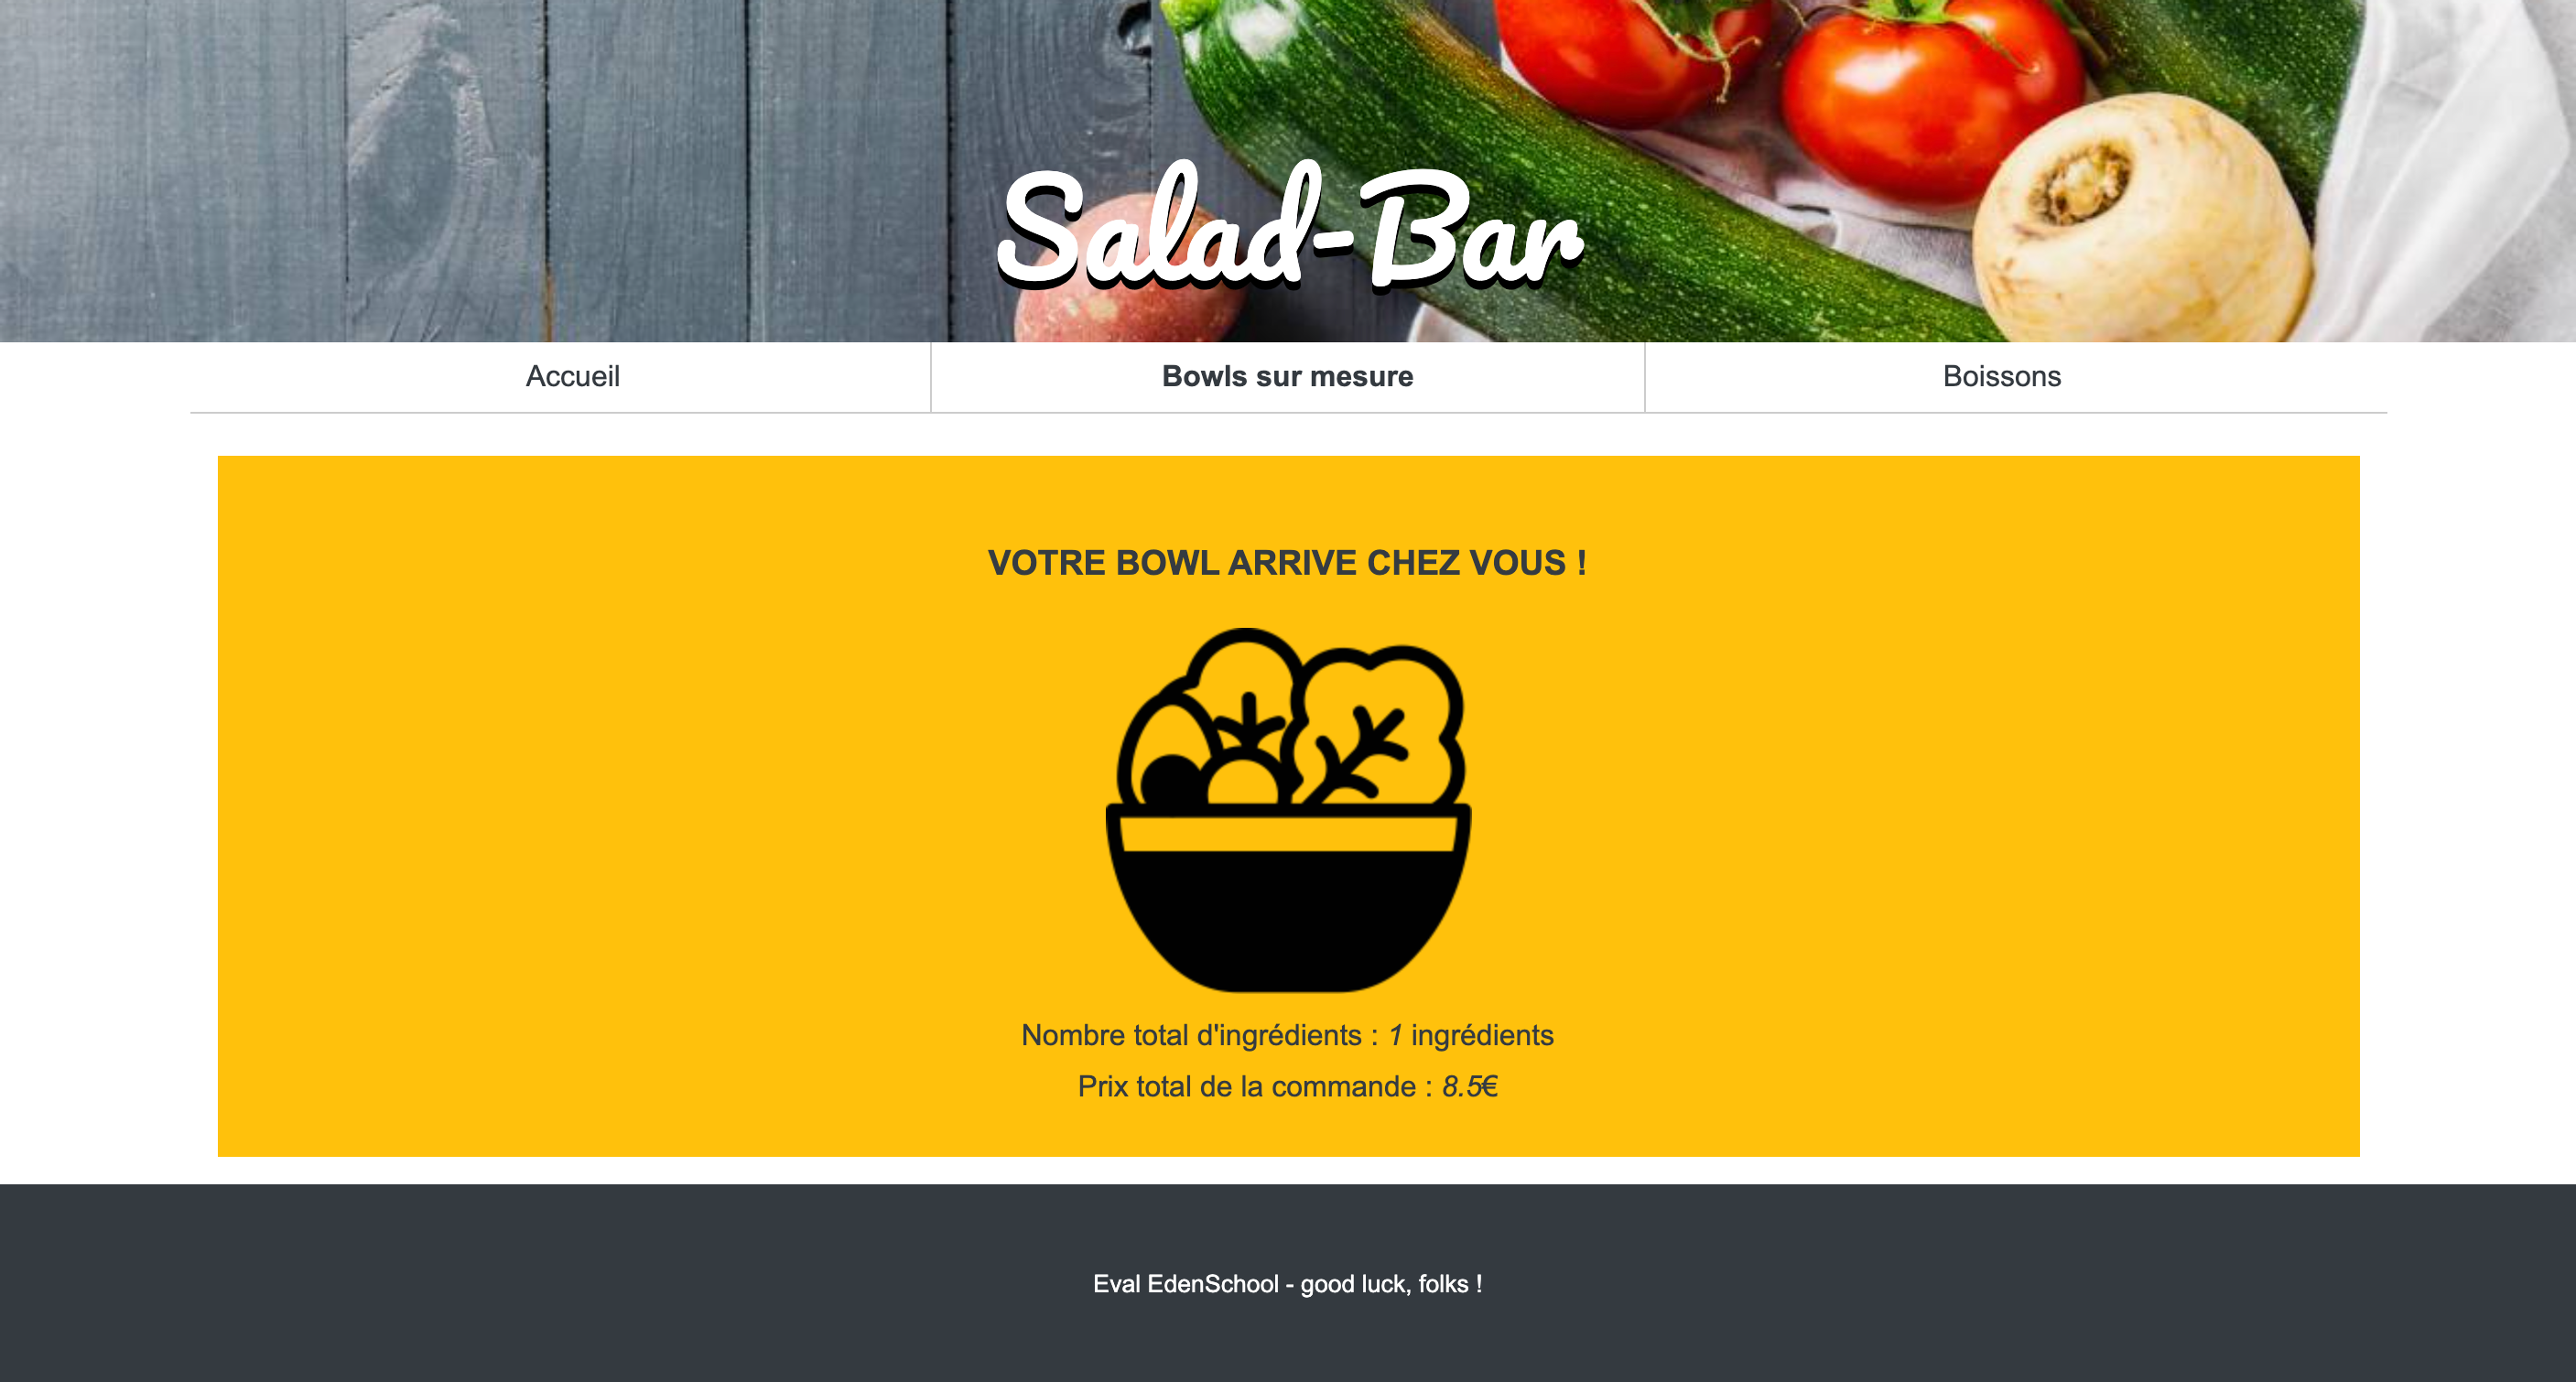 Salad-Bar
Accueil
Bowls sur mesure
Boissons
VOTRE BOWL ARRIVE CHEZ VOUS !
Nombre total d'ingrédients : 1 ingrédients
Prix total de la commande : 8.5€
Eval EdenSchool - good luck, folks !